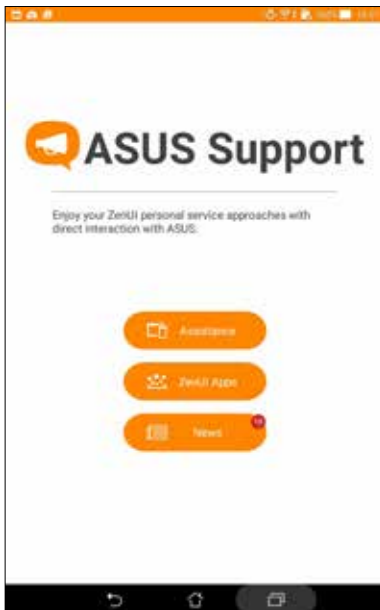 ASUS Support
Enjoy your ZenUI personal service approaches with
direct interaction with ASUS.
Assistance
ZenUI Apps
News